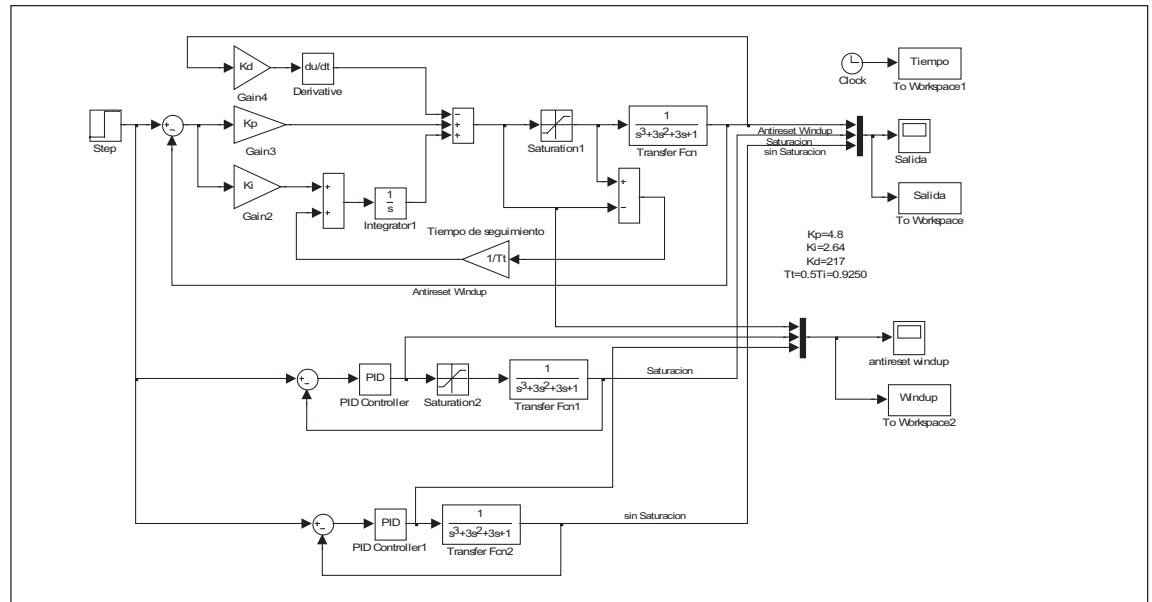 Kd
du/dt
Gain4
Derivative
Step
Kp
Gain3
Ki
Gain2
1
s
Integrator1
Saturation1
1
s³+3s²+3s+1
Transfer Fcn
Antireset Windup
Saturacion
sin Saturacion
Tiempo de seguimiento
1/Tt
Antireset Windup
Clock
Tiempo
To Workspace1
Salida
Salida
To Workspace
Kp=4.8
Ki=2.64
Kd=217
Tt=0.5Ti=0.9250
antireset windup
Windup
To Workspace2
PID
PID Controller
Saturation2
1
s³+3s²+3s+1
Transfer Fcn1
Saturacion
PID
PID Controller1
1
s³+3s²+3s+1
Transfer Fcn2
sin Saturacion